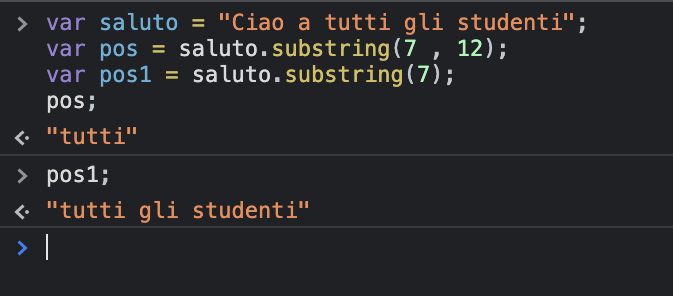 > var saluto = "Ciao a tutti gli studenti";
var pos = saluto.substring(7 , 12);
var pos1 = saluto.substring(7);
pos;
<· "tutti"
> pos1;
<· "tutti gli studenti"
>